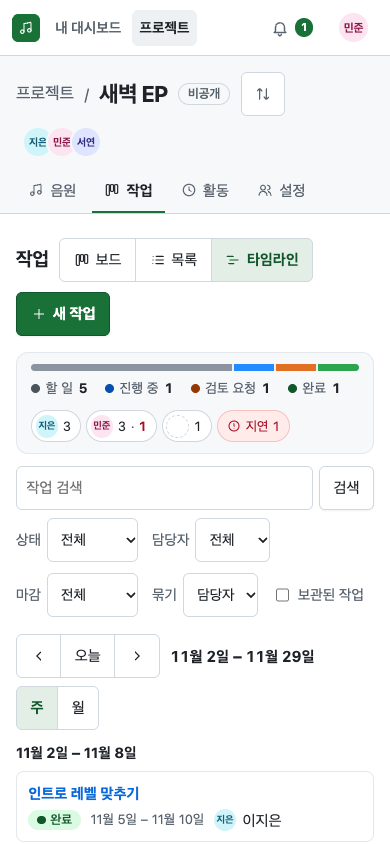 내 대시보드 프로젝트 1 민준
프로젝트 / 새벽 EP 비공개
지은 민준 서연
음원 작업 활동 설정
작업 보드 목록 타임라인
+ 새 작업
할 일 5 진행 중 1 검토 요청 1 완료 1
지은 3 민준 3 · 1 1 지연 1
작업 검색 검색
상태 전체 담당자 전체
마감 전체 묶기 담당자 보관된 작업
오늘 11월 2일 – 11월 29일
주 월
11월 2일 – 11월 8일
인트로 레벨 맞추기
완료 11월 5일 – 11월 10일 지은 이지은